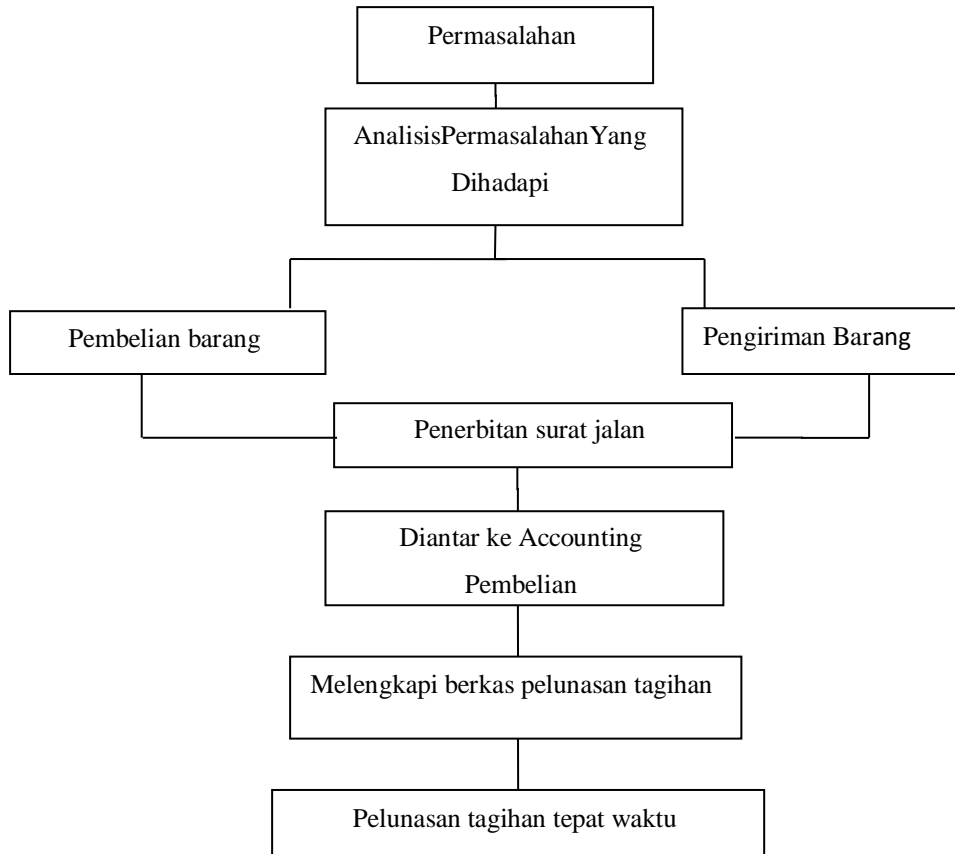 Permasalahan
AnalisisPermasalahanYang
Dihadapi
Pembelian barang
Pengiriman Barang
Penerbitan surat jalan
Diantar ke Accounting
Pembelian
Melengkapi berkas pelunasan tagihan
Pelunasan tagihan tepat waktu